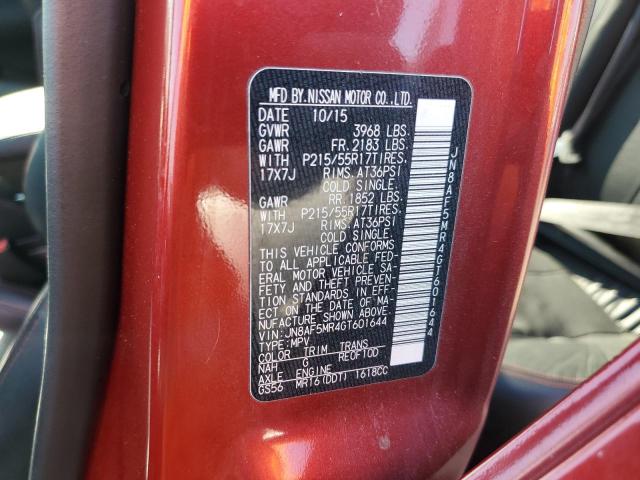 MFD BY. NISSAN MOTOR CO., LTD.
DATE 10/15
GVWR 3968 LBS.
GAWR FR. 2183 LBS.
WITH P215/55R17TIRES.
17X7J RIMS. AT36PSI
COLD SINGLE.
GAWR RR. 1852 LBS.
WITH P215/55R17TIRES.
17X7J RIMS. AT36PSI
COLD SINGLE.
THIS VEHICLE CONFORMS
TO ALL APPLICABLE FED-
ERAL MOTOR VEHICLE SA-
FETY AND THEFT PREVEN-
TION STANDARDS IN EFF-
ECT ON THE DATE OF MA-
NUFACTURE SHOWN ABOVE.
VIN: JN8AF5MR4GT601644
TYPE: MPV
COLOR TRIM TRANS
NAH G RE0F10D
AXLE ENGINE
GS56 MR16(DDT) 1618CC
JN8AF5MR4GT601644